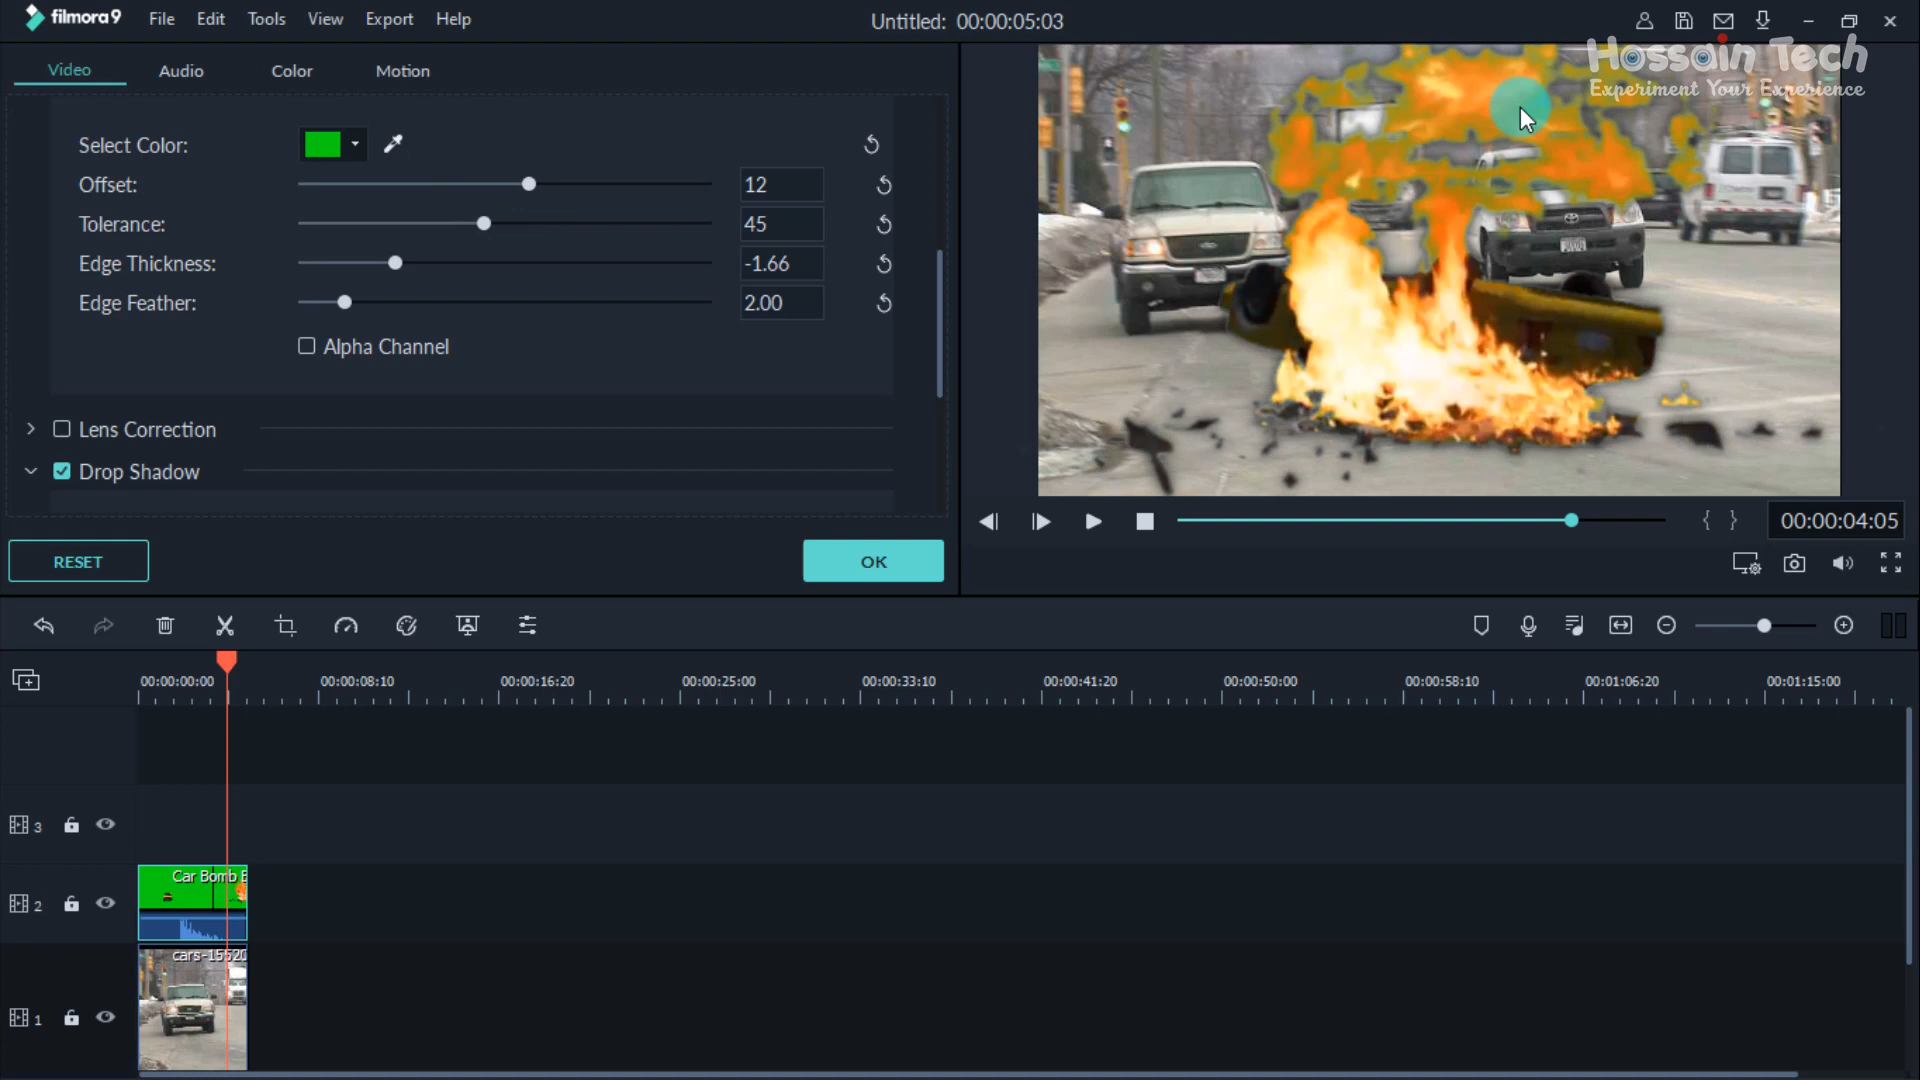 filmora9 File Edit Tools View Export Help
Untitled: 00:00:05:03
Hossain Tech
Experiment Your Experience
Video Audio Color Motion
Select Color:
Offset: 12
Tolerance: 45
Edge Thickness: -1.66
Edge Feather: 2.00
Alpha Channel
Lens Correction
Drop Shadow
RESET OK
00:00:04:05
00:00:00:00 00:00:08:10 00:00:16:20 00:00:25:00 00:00:33:10 00:00:41:20 00:00:50:00 00:00:58:10 00:01:06:20 00:01:15:00
3
Car Bomb E
2
cars-15520
1